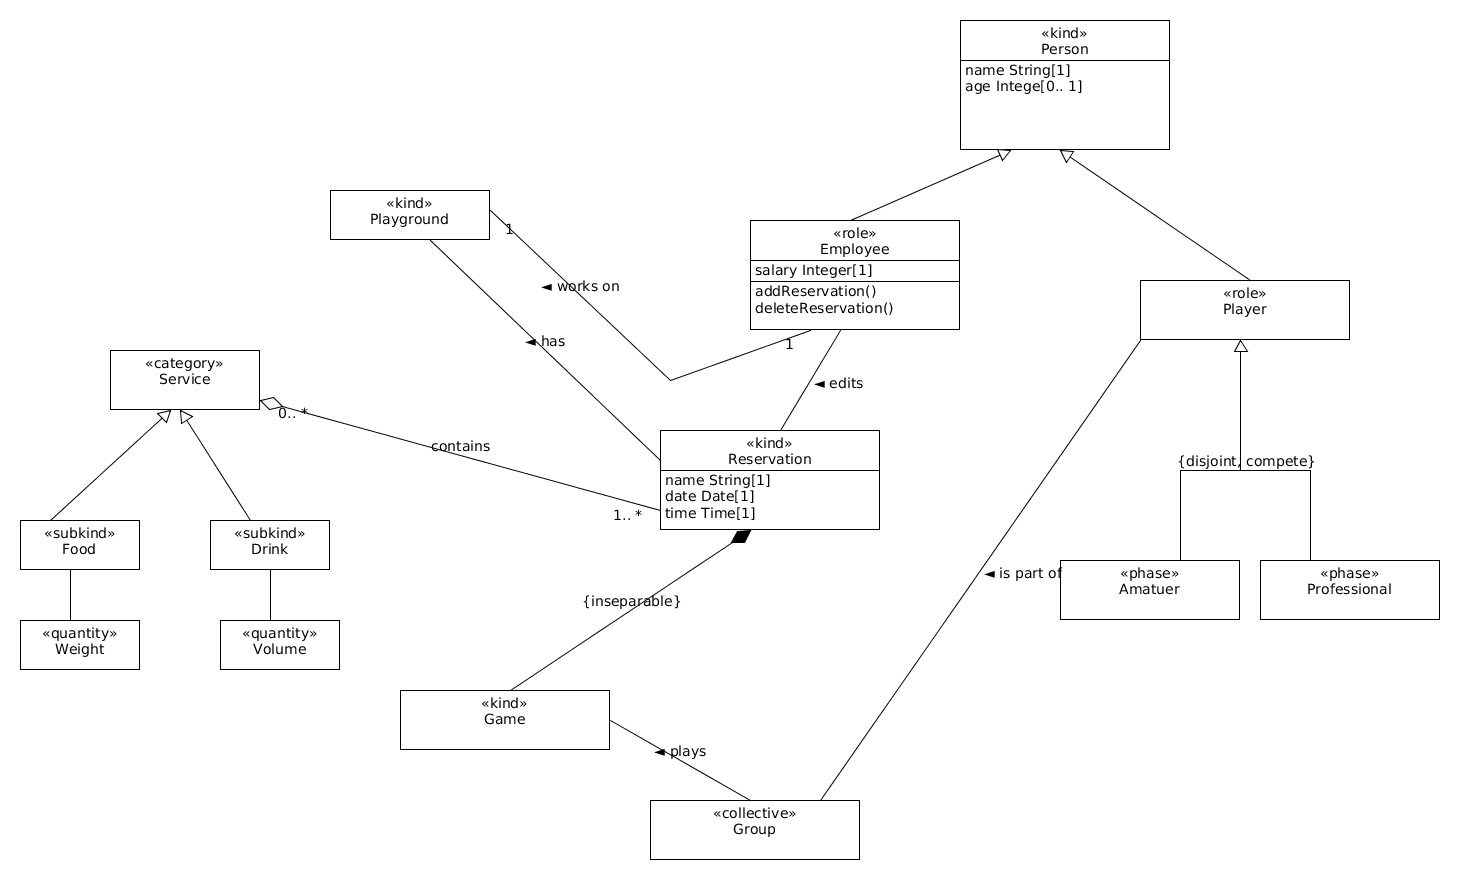 «kind»
Person
name String[1]
age Intege[0.. 1]
«kind»
Playground
1
◄ works on
◄ has
«role»
Employee
salary Integer[1]
addReservation()
deleteReservation()
1
◄ edits
«role»
Player
«category»
Service
0.. *
contains
1.. *
«kind»
Reservation
name String[1]
date Date[1]
time Time[1]
{disjoint, compete}
«subkind»
Food
«subkind»
Drink
«quantity»
Weight
«quantity»
Volume
{inseparable}
◄ is part of
«phase»
Amatuer
«phase»
Professional
«kind»
Game
◄ plays
«collective»
Group